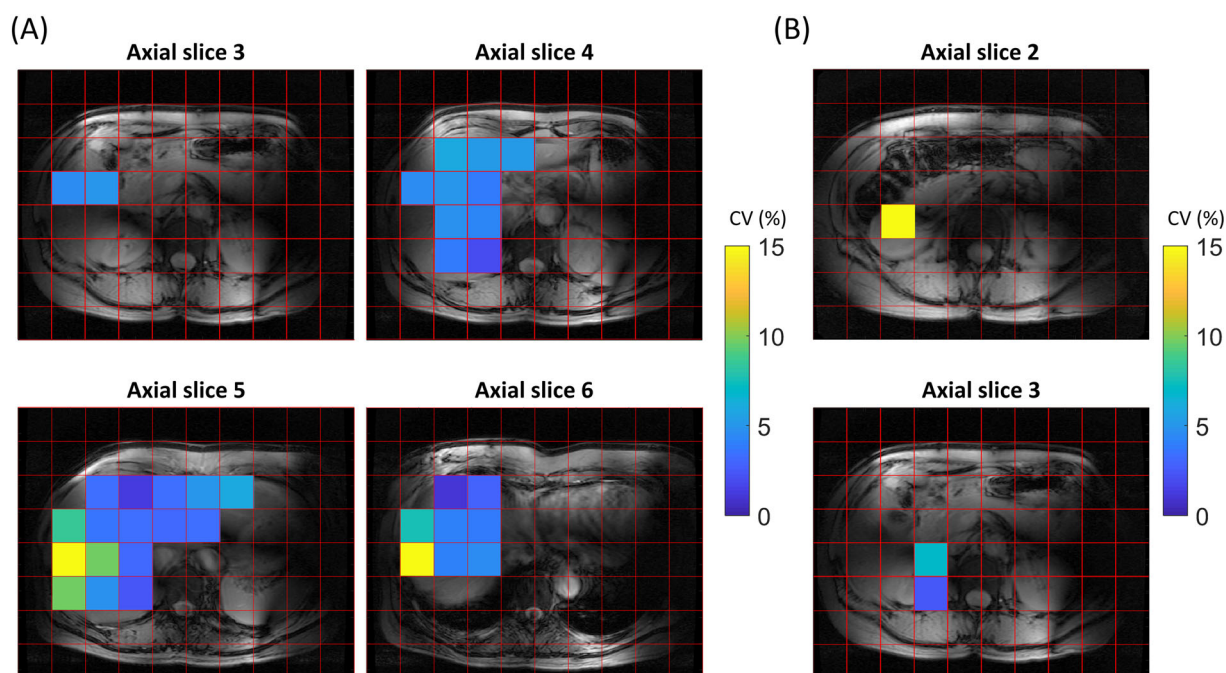 (A)
(B)
Axial slice 3
Axial slice 4
Axial slice 2
CV (%)
15
10
5
0
CV (%)
15
10
5
0
Axial slice 5
Axial slice 6
Axial slice 3